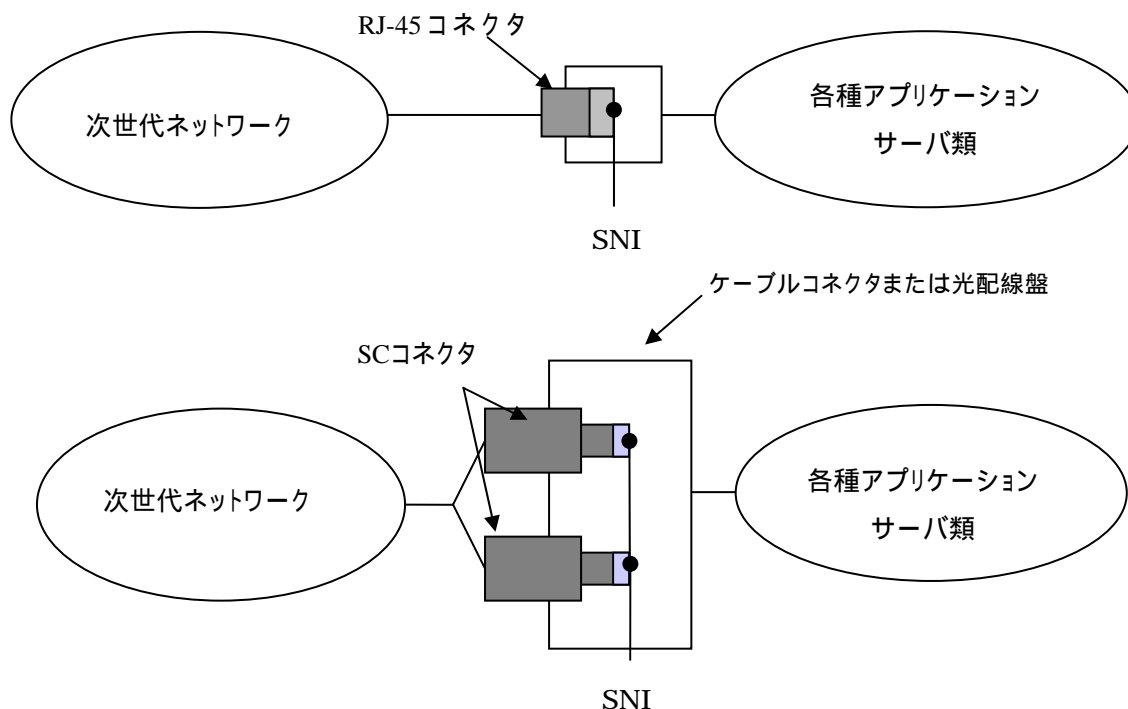 RJ-45 コネクタ
次世代ネットワーク
各種アプリケーション
サーバ類
SNI
ケーブルコネクタまたは光配線盤
SCコネクタ
次世代ネットワーク
各種アプリケーション
サーバ類
SNI